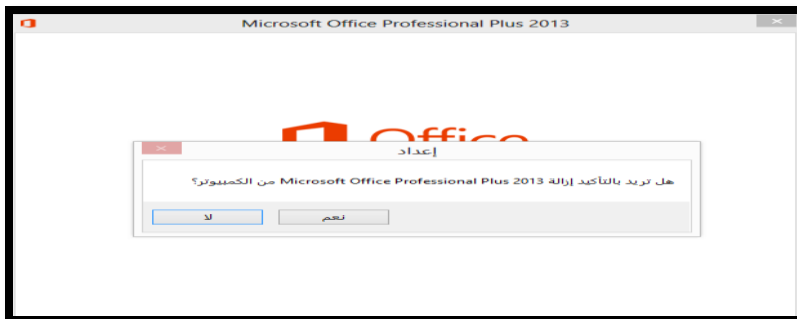 Microsoft Office Professional Plus 2013
Office
إعداد
هل تريد بالتأكيد إزالة Microsoft Office Professional Plus 2013 من الكمبيوتر؟
نعم
لا